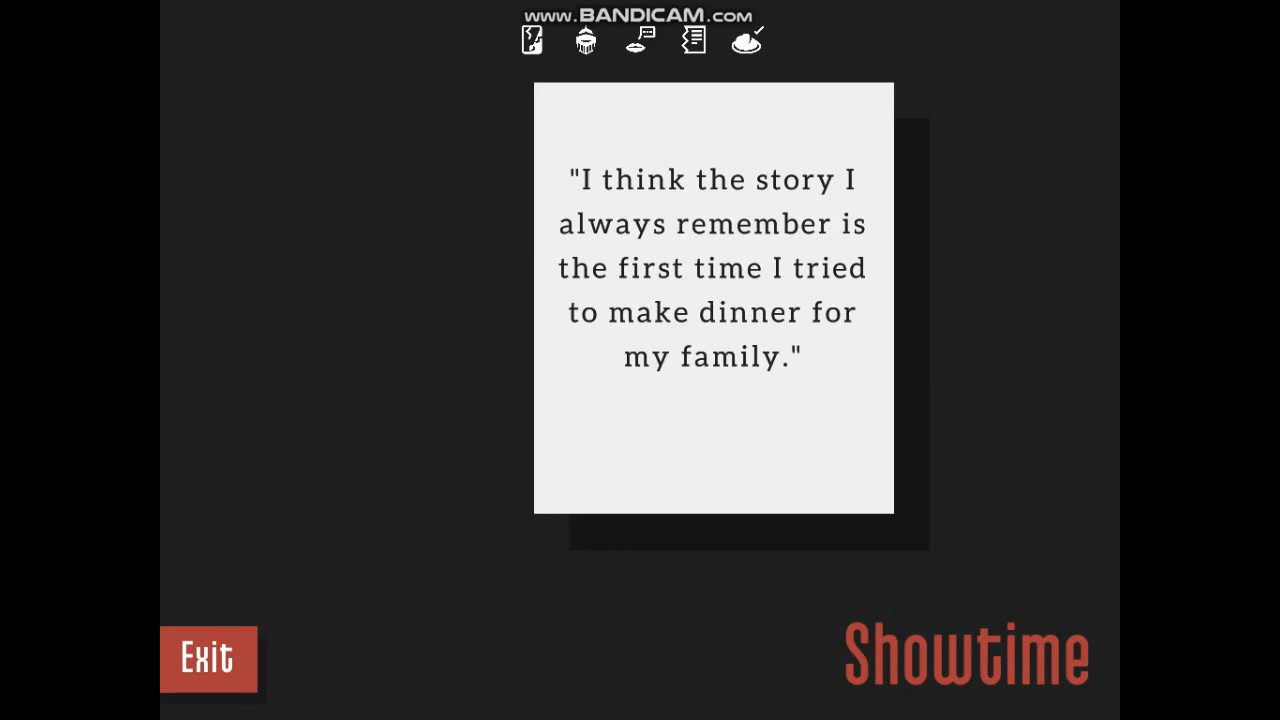 www.BANDICAM.com
"I think the story I
always remember is
the first time I tried
to make dinner for
my family."
Exit
Showtime